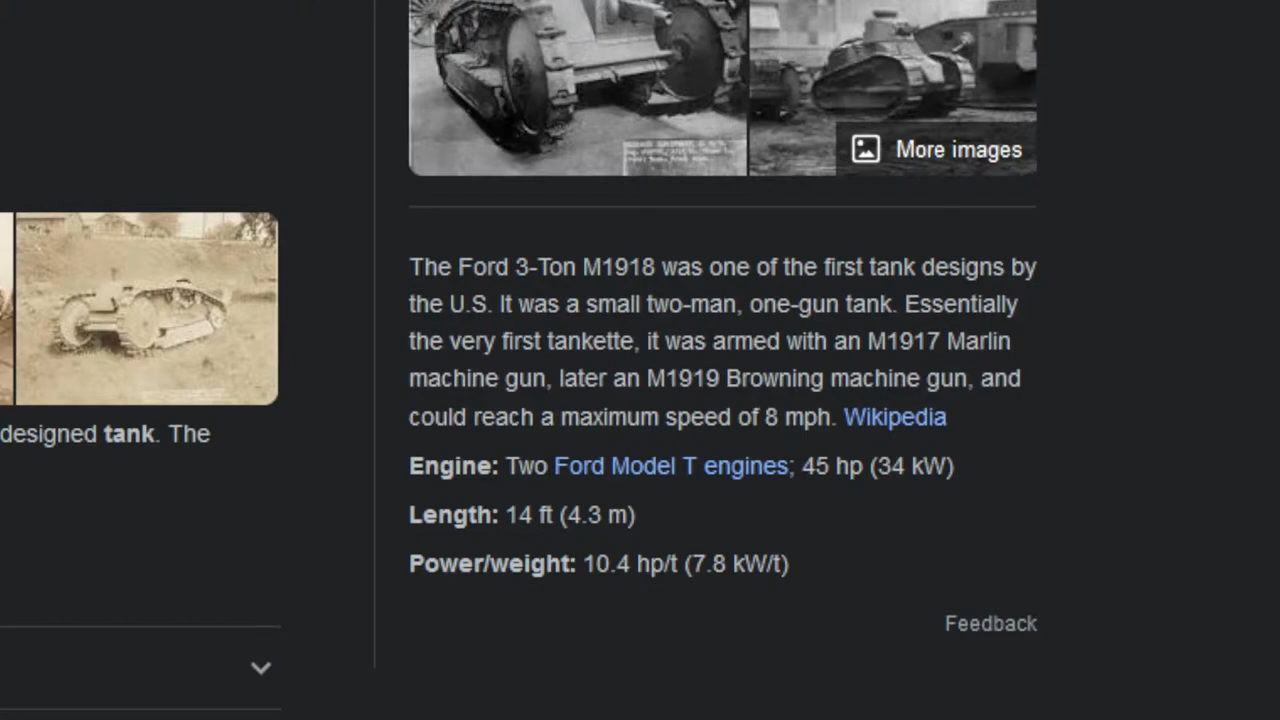 More images
designed tank. The
The Ford 3-Ton M1918 was one of the first tank designs by
the U.S. It was a small two-man, one-gun tank. Essentially
the very first tankette, it was armed with an M1917 Marlin
machine gun, later an M1919 Browning machine gun, and
could reach a maximum speed of 8 mph. Wikipedia
Engine: Two Ford Model T engines; 45 hp (34 kW)
Length: 14 ft (4.3 m)
Power/weight: 10.4 hp/t (7.8 kW/t)
Feedback